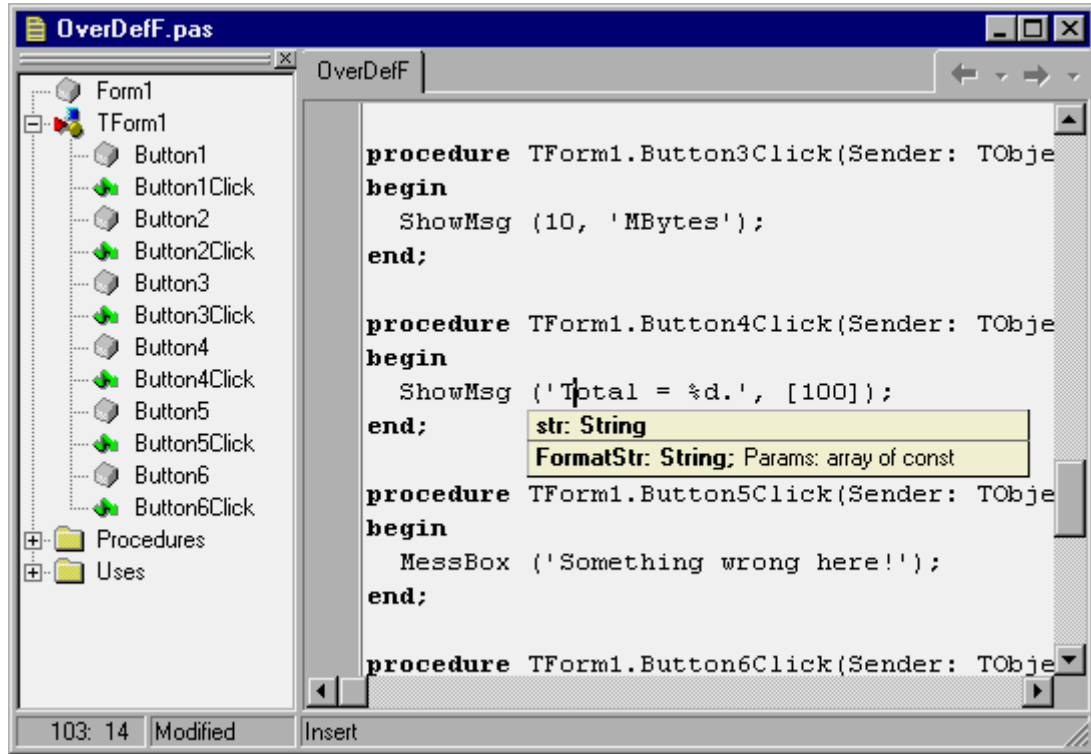 OverDefF.pas
Form1
TForm1
Button1
Button1Click
Button2
Button2Click
Button3
Button3Click
Button4
Button4Click
Button5
Button5Click
Button6
Button6Click
Procedures
Uses
OverDefF
procedure TForm1.Button3Click(Sender: TObje
begin
ShowMsg (10, 'MBytes');
end;
procedure TForm1.Button4Click(Sender: TObje
begin
ShowMsg ('Total = %d.', [100]);
end;
str: String
FormatStr: String; Params: array of const
procedure TForm1.Button5Click(Sender: TObje
begin
MessBox ('Something wrong here!');
end;
procedure TForm1.Button6Click(Sender: TObje
103: 14 Modified Insert